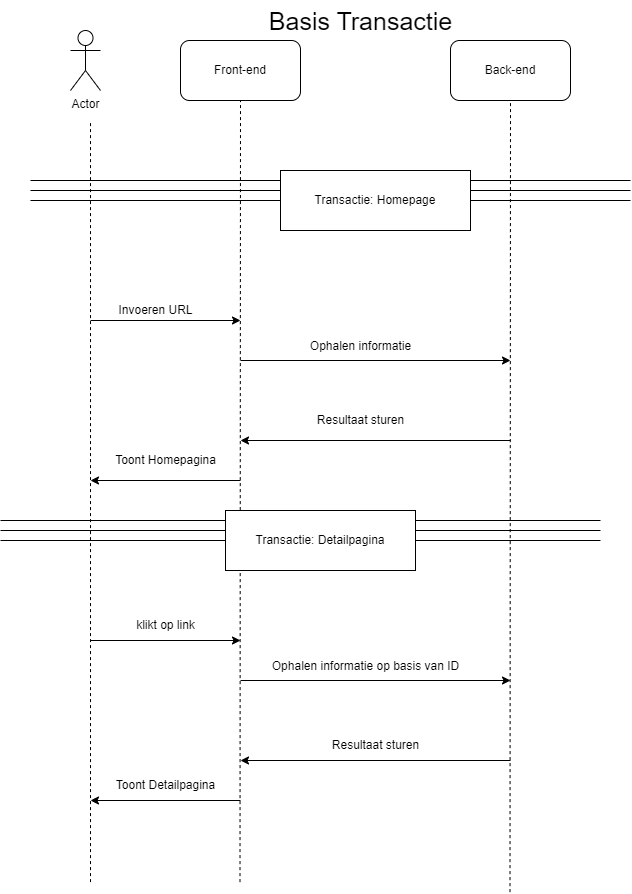 Basis Transactie
Actor
Front-end
Back-end
Transactie: Homepage
Invoeren URL
Ophalen informatie
Resultaat sturen
Toont Homepagina
Transactie: Detailpagina
klikt op link
Ophalen informatie op basis van ID
Resultaat sturen
Toont Detailpagina